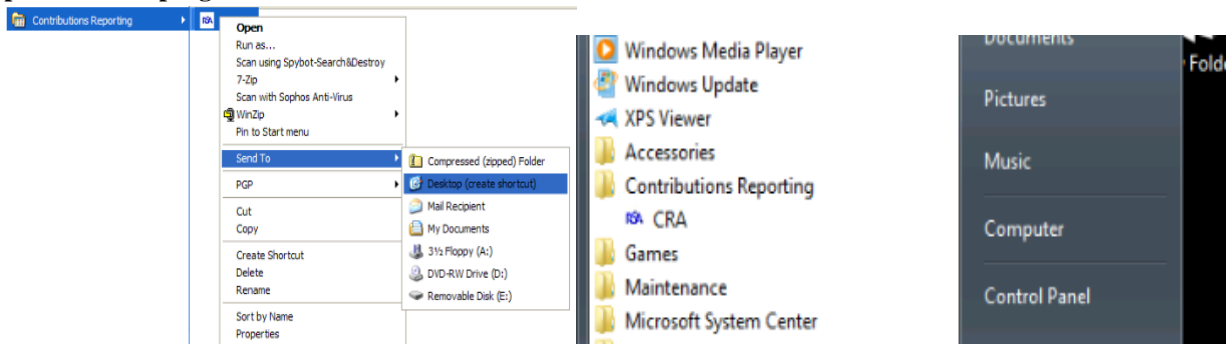 Contributions Reporting
RSA
Open
Run as...
Scan using Spybot-Search&Destroy
7-Zip
Scan with Sophos Anti-Virus
WinZip
Pin to Start menu
Send To
PGP
Cut
Copy
Create Shortcut
Delete
Rename
Sort by Name
Properties
Compressed (zipped) Folder
Desktop (create shortcut)
Mail Recipient
My Documents
3½ Floppy (A:)
DVD-RW Drive (D:)
Removable Disk (E:)
Windows Media Player
Windows Update
XPS Viewer
Accessories
Contributions Reporting
RSA CRA
Games
Maintenance
Microsoft System Center
Documents
Pictures
Music
Computer
Control Panel